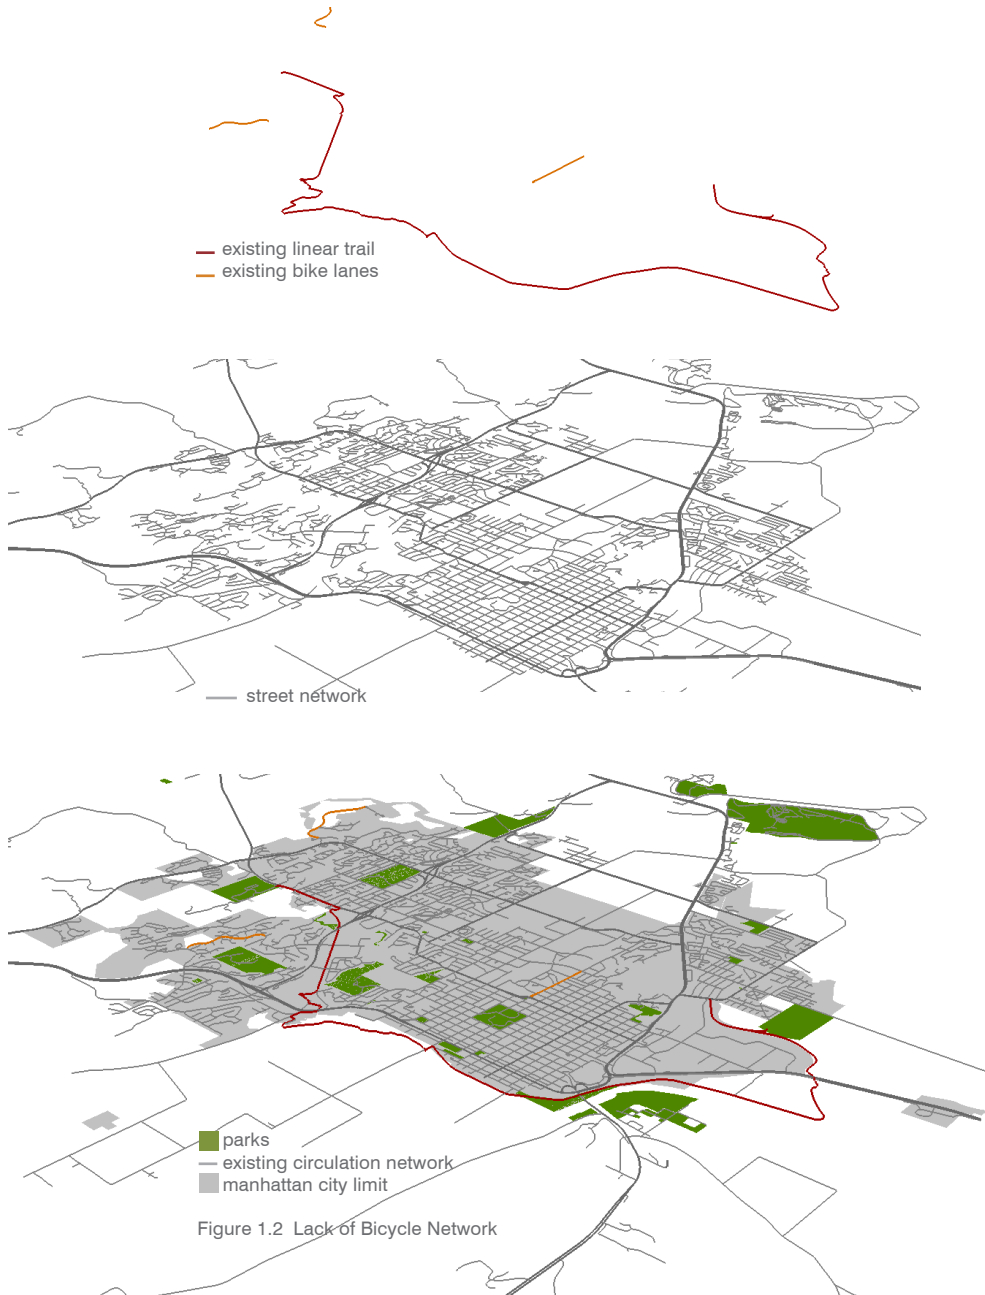 existing linear trail
existing bike lanes
street network
parks
existing circulation network
manhattan city limit
Figure 1.2 Lack of Bicycle Network